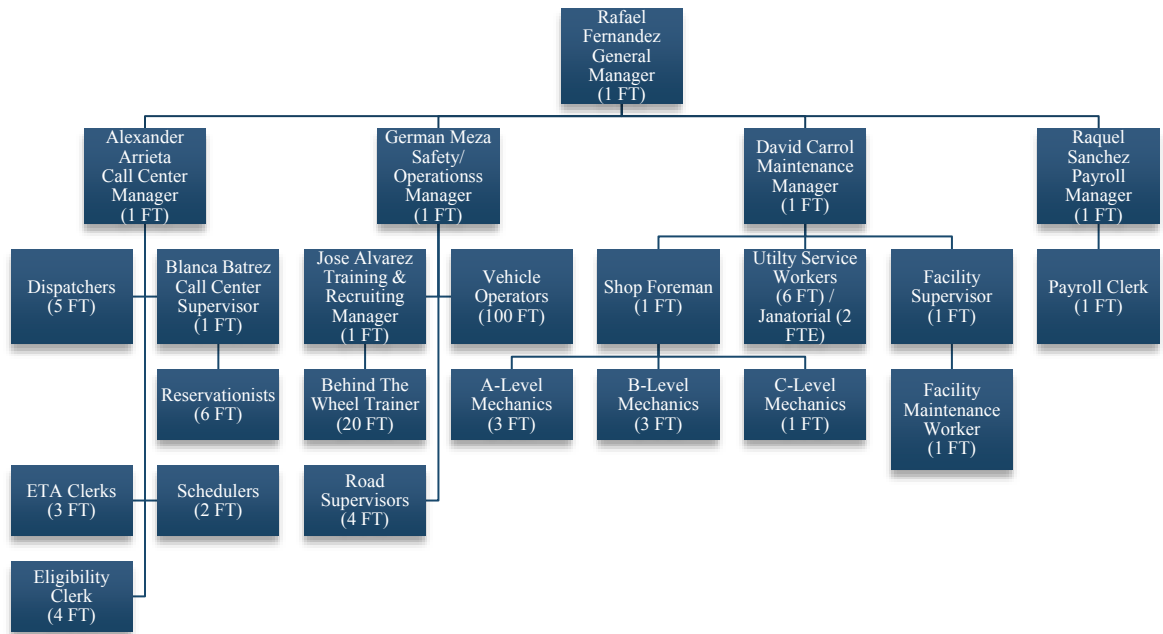 Rafael
Fernandez
General
Manager
(1 FT)
Alexander
Arrieta
Call Center
Manager
(1 FT)
German Meza
Safety/
Operationss
Manager
(1 FT)
David Carrol
Maintenance
Manager
(1 FT)
Raquel
Sanchez
Payroll
Manager
(1 FT)
Dispatchers
(5 FT)
Blanca Batrez
Call Center
Supervisor
(1 FT)
Jose Alvarez
Training &
Recruiting
Manager
(1 FT)
Vehicle
Operators
(100 FT)
Shop Foreman
(1 FT)
Utilty Service
Workers
(6 FT) /
Janatorial (2
FTE)
Facility
Supervisor
(1 FT)
Payroll Clerk
(1 FT)
Reservationists
(6 FT)
Behind The
Wheel Trainer
(20 FT)
A-Level
Mechanics
(3 FT)
B-Level
Mechanics
(3 FT)
C-Level
Mechanics
(1 FT)
Facility
Maintenance
Worker
(1 FT)
ETA Clerks
(3 FT)
Schedulers
(2 FT)
Road
Supervisors
(4 FT)
Eligibility
Clerk
(4 FT)